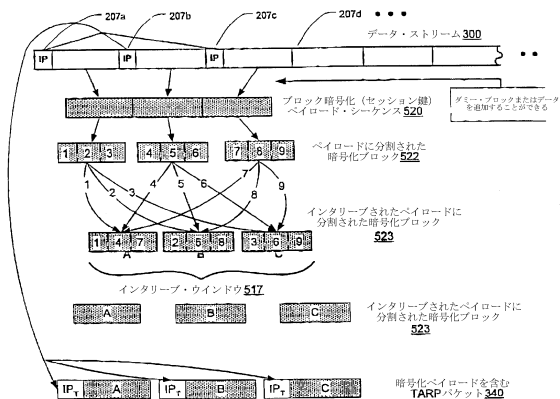 207a 207b 207c 207d
データ・ストリーム 300
IP IP IP
ブロック暗号化（セッション鍵）
ペイロード・シーケンス 520
ダミー・ブロックまたはデータ
を追加することができる
1 2 3 4 5 6 7 8 9
ペイロードに分割された
暗号化ブロック 522
1 2 3 4 5 6 7 8 9
インタリーブされたペイロードに
分割された暗号化ブロック
523
1 4 7 2 5 8 3 6 9
A B C
インタリーブ・ウインドウ 517
A B C
インタリーブされたペイロードに
分割された暗号化ブロック
523
IPT A IPT B IPT C
暗号化ペイロードを含む
TARPパケット 340